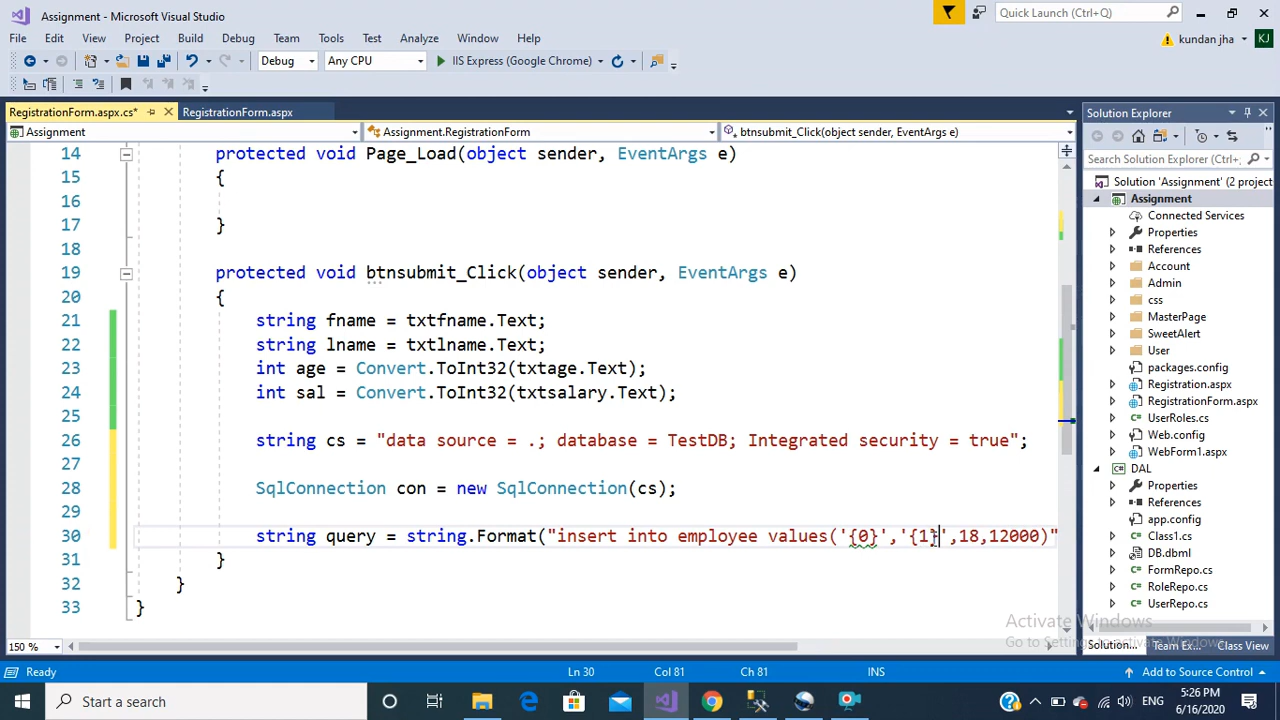 Assignment - Microsoft Visual Studio
Quick Launch (Ctrl+Q)
File Edit View Project Build Debug Team Tools Test Analyze Window Help
kundan jha KJ
Debug Any CPU IIS Express (Google Chrome)
RegistrationForm.aspx.cs* RegistrationForm.aspx
Solution Explorer
Assignment Assignment.RegistrationForm btnsubmit_Click(object sender, EventArgs e)
14 protected void Page_Load(object sender, EventArgs e)
15 {
16
17 }
18
19 protected void btnsubmit_Click(object sender, EventArgs e)
20 {
21 string fname = txtfname.Text;
22 string lname = txtlname.Text;
23 int age = Convert.ToInt32(txtage.Text);
24 int sal = Convert.ToInt32(txtsalary.Text);
25
26 string cs = "data source = .; database = TestDB; Integrated security = true";
27
28 SqlConnection con = new SqlConnection(cs);
29
30 string query = string.Format("insert into employee values('{0}','{1}',18,12000)"
31 }
32 }
33 }
Search Solution Explorer (Ctrl+;
Solution 'Assignment' (2 project
Assignment
Connected Services
Properties
References
Account
Admin
css
MasterPage
SweetAlert
User
packages.config
Registration.aspx
RegistrationForm.aspx
UserRoles.cs
Web.config
WebForm1.aspx
DAL
Properties
References
app.config
DB.dbml
Class1.cs
FormRepo.cs
RoleRepo.cs
UserRepo.cs
Activate Windows
Go to Settings to activate Windows.
150 %
Solution... Team Ex... Class View
Ready Ln 30 Col 81 Ch 81 INS Add to Source Control
Type here to search
ENG
5:26 PM
6/16/2020